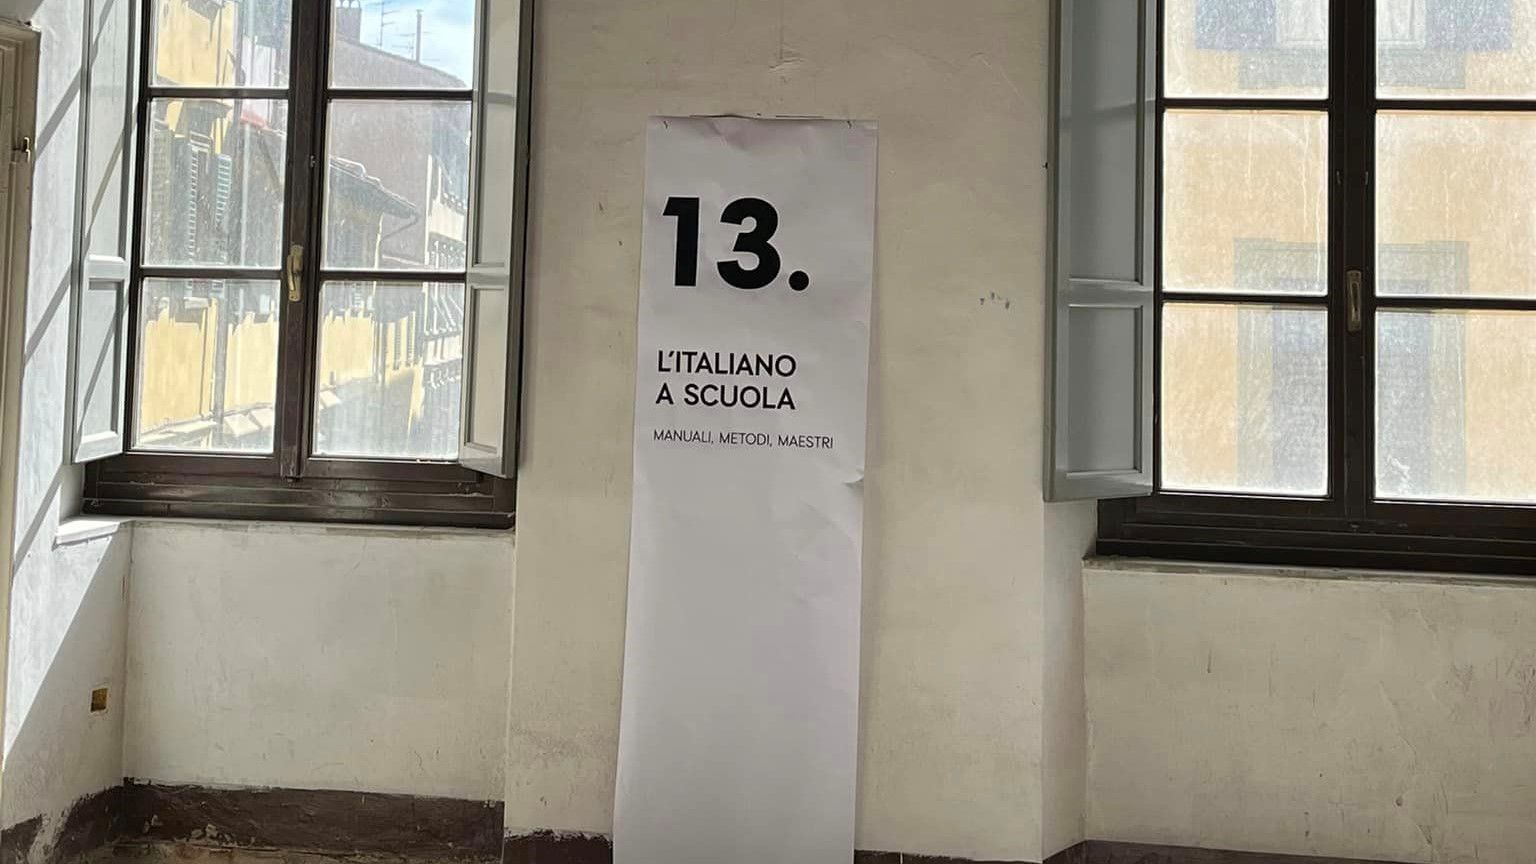 13.
L'ITALIANO
A SCUOLA
MANUALI, METODI, MAESTRI